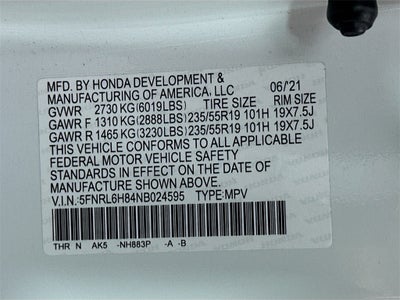 MFD. BY HONDA DEVELOPMENT &
MANUFACTURING OF AMERICA, LLC 06/'21
GVWR 2730 KG(6019LBS) TIRE SIZE RIM SIZE
GAWR F 1310 KG(2888LBS) 235/55R19 101H 19X7.5J
GAWR R 1465 KG(3230LBS) 235/55R19 101H 19X7.5J
THIS VEHICLE CONFORMS TO ALL APPLICABLE
FEDERAL MOTOR VEHICLE SAFETY
STANDARDS IN EFFECT ON THE DATE OF
MANUFACTURE SHOWN ABOVE.
V.I.N.:5FNRL6H84NB024595 TYPE:MPV
THR N AK5 -NH883P -A -B